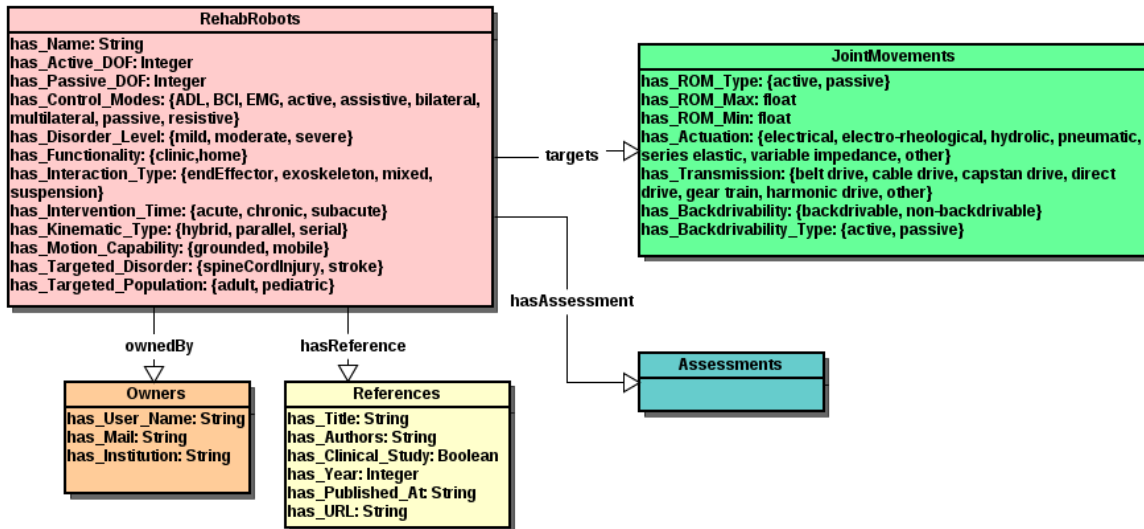 RehabRobots
has_Name: String
has_Active_DOF: Integer
has_Passive_DOF: Integer
has_Control_Modes: {ADL, BCI, EMG, active, assistive, bilateral,
multilateral, passive, resistive}
has_Disorder_Level: {mild, moderate, severe}
has_Functionality: {clinic,home}
has_Interaction_Type: {endEffector, exoskeleton, mixed,
suspension}
has_Intervention_Time: {acute, chronic, subacute}
has_Kinematic_Type: {hybrid, parallel, serial}
has_Motion_Capability: {grounded, mobile}
has_Targeted_Disorder: {spineCordInjury, stroke}
has_Targeted_Population: {adult, pediatric}
targets
JointMovements
has_ROM_Type: {active, passive}
has_ROM_Max: float
has_ROM_Min: float
has_Actuation: {electrical, electro-rheological, hydrolic, pneumatic,
series elastic, variable impedance, other}
has_Transmission: {belt drive, cable drive, capstan drive, direct
drive, gear train, harmonic drive, other}
has_Backdrivability: {backdrivable, non-backdrivable}
has_Backdrivability_Type: {active, passive}
hasAssessment
Assessments
ownedBy
hasReference
Owners
has_User_Name: String
has_Mail: String
has_Institution: String
References
has_Title: String
has_Authors: String
has_Clinical_Study: Boolean
has_Year: Integer
has_Published_At: String
has_URL: String